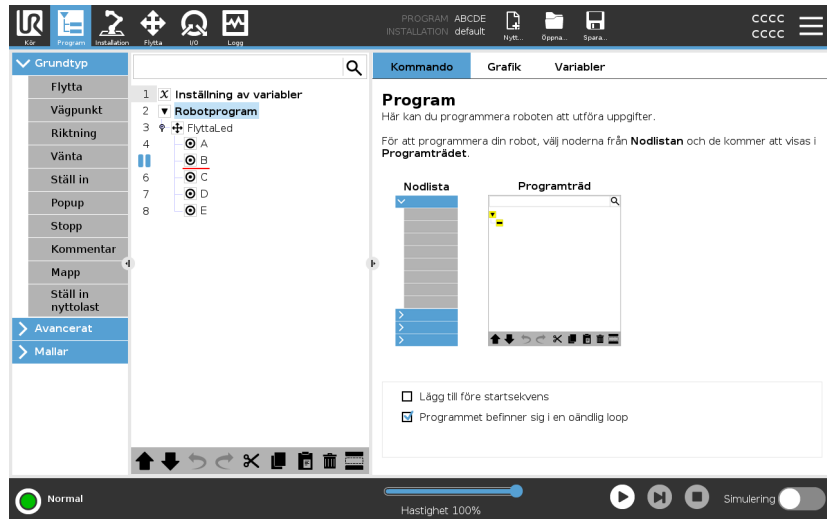 UR
PROGRAM ABCDE
INSTALLATION default
CCCC
CCCC
Kör
Program
Installation
Flytta
I/O
Logg
Nytt...
Öppna...
Spara...
Grundtyp
Flytta
Vägpunkt
Riktning
Vänta
Ställ in
Popup
Stopp
Kommentar
Mapp
Ställ in
nyttolast
Avancerat
Mallar
1 X Inställning av variabler
2 Robotprogram
3 FlyttaLed
4 A
B
6 C
7 D
8 E
Kommando Grafik Variabler
Program
Här kan du programmera roboten att utföra uppgifter.
För att programmera din robot, välj noderna från Nodlistan och de kommer att visas i
Programträdet.
Nodlista
Programträd
Lägg till före startsekvens
Programmet befinner sig i en oändlig loop
Normal
Hastighet 100%
Simulering